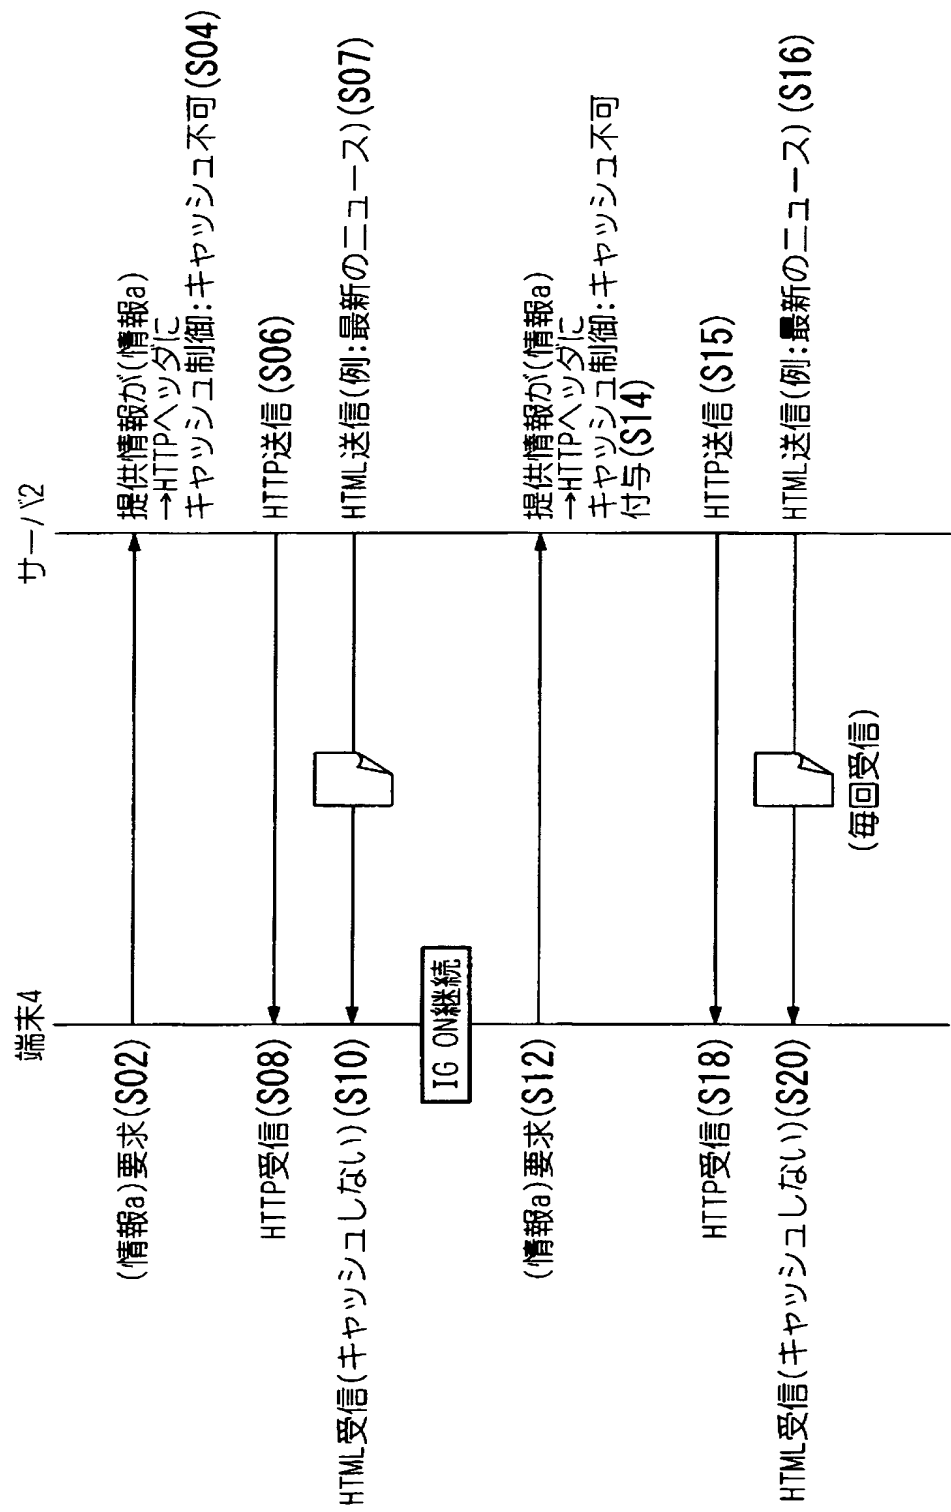 端末4
サーバ2
(情報a)要求(S02)
提供情報が(情報a)
→HTTPヘッダに
キャッシュ制御:キャッシュ不可(S04)
HTTP受信(S08)
HTTP送信(S06)
HTML受信(キャッシュしない)(S10)
HTML送信(例:最新のニュース)(S07)
IG ON継続
(情報a)要求(S12)
提供情報が(情報a)
→HTTPヘッダに
キャッシュ制御:キャッシュ不可
付与(S14)
HTTP受信(S18)
HTTP送信(S15)
HTML受信(キャッシュしない)(S20)
HTML送信(例:最新のニュース)(S16)
(毎回受信)